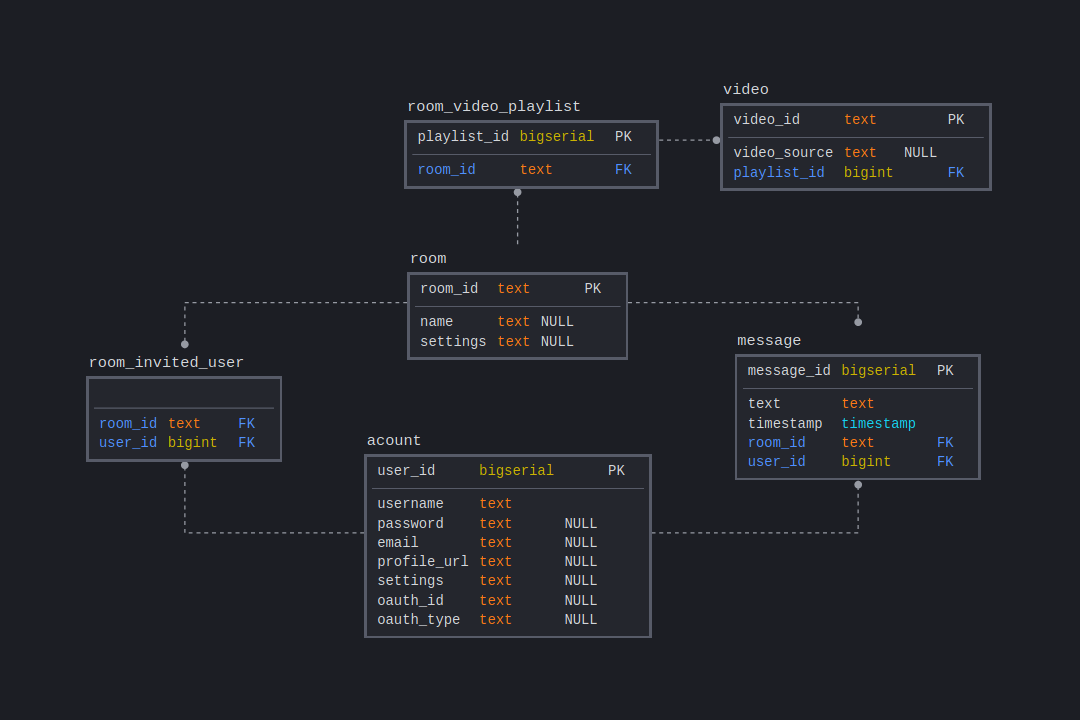 video
video_id text PK
video_source text NULL
playlist_id bigint FK
room_video_playlist
playlist_id bigserial PK
room_id text FK
room
room_id text PK
name text NULL
settings text NULL
message
message_id bigserial PK
text text
timestamp timestamp
room_id text FK
user_id bigint FK
room_invited_user
room_id text FK
user_id bigint FK
acount
user_id bigserial PK
username text
password text NULL
email text NULL
profile_url text NULL
settings text NULL
oauth_id text NULL
oauth_type text NULL